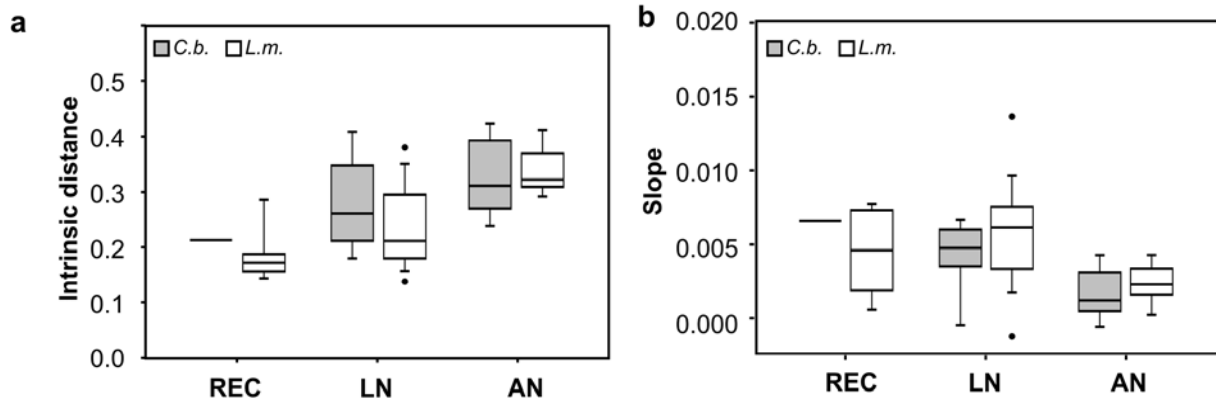 a
C.b. L.m.
Intrinsic distance
0.5
0.4
0.3
0.2
0.1
0.0
REC LN AN
b
C.b. L.m.
Slope
0.020
0.015
0.010
0.005
0.000
REC LN AN